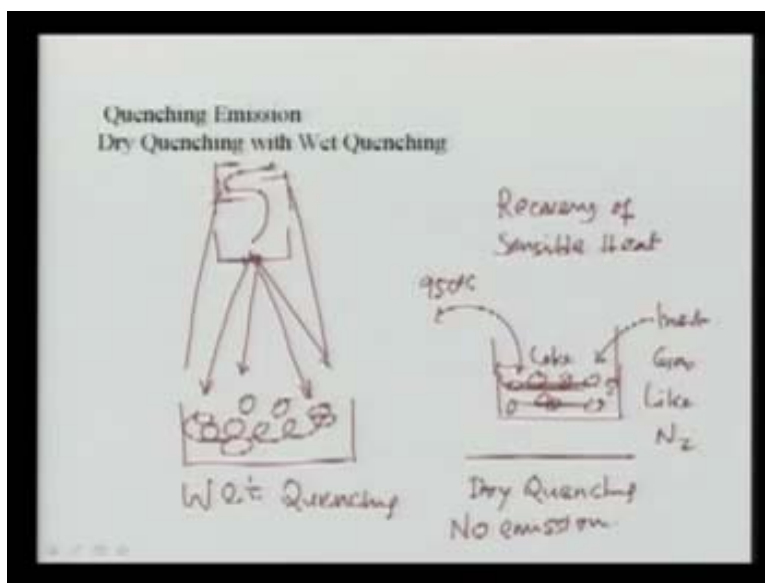 Quenching Emission
Dry Quenching with Wet Quenching
Recovery of
Sensible Heat
950°C
Coke
Inert
Gas
Like
N2
Wet Quenching
Dry Quenching
No emission